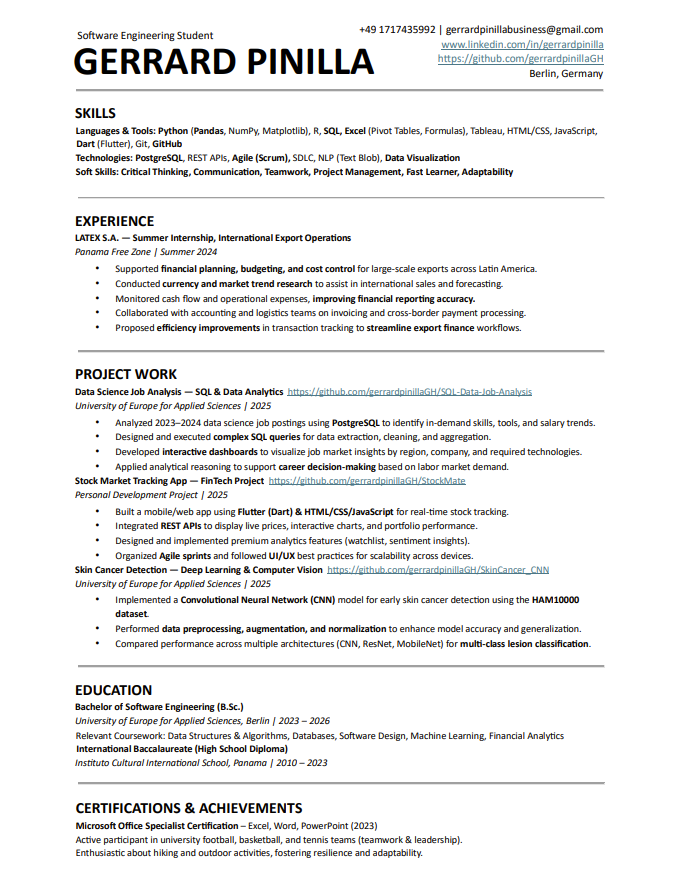 Software Engineering Student
GERRARD PINILLA
+49 1717435992 | gerrardpinillabusiness@gmail.com
www.linkedin.com/in/gerrardpinilla
https://github.com/gerrardpinillaGH
Berlin, Germany
SKILLS
Languages & Tools: Python (Pandas, NumPy, Matplotlib), R, SQL, Excel (Pivot Tables, Formulas), Tableau, HTML/CSS, JavaScript,
Dart (Flutter), Git, GitHub
Technologies: PostgreSQL, REST APIs, Agile (Scrum), SDLC, NLP (Text Blob), Data Visualization
Soft Skills: Critical Thinking, Communication, Teamwork, Project Management, Fast Learner, Adaptability
EXPERIENCE
LATEX S.A. — Summer Internship, International Export Operations
Panama Free Zone | Summer 2024
• Supported financial planning, budgeting, and cost control for large-scale exports across Latin America.
• Conducted currency and market trend research to assist in international sales and forecasting.
• Monitored cash flow and operational expenses, improving financial reporting accuracy.
• Collaborated with accounting and logistics teams on invoicing and cross-border payment processing.
• Proposed efficiency improvements in transaction tracking to streamline export finance workflows.
PROJECT WORK
Data Science Job Analysis — SQL & Data Analytics https://github.com/gerrardpinillaGH/SQL-Data-Job-Analysis
University of Europe for Applied Sciences | 2025
• Analyzed 2023–2024 data science job postings using PostgreSQL to identify in-demand skills, tools, and salary trends.
• Designed and executed complex SQL queries for data extraction, cleaning, and aggregation.
• Developed interactive dashboards to visualize job market insights by region, company, and required technologies.
• Applied analytical reasoning to support career decision-making based on labor market demand.
Stock Market Tracking App — FinTech Project https://github.com/gerrardpinillaGH/StockMate
Personal Development Project | 2025
• Built a mobile/web app using Flutter (Dart) & HTML/CSS/JavaScript for real-time stock tracking.
• Integrated REST APIs to display live prices, interactive charts, and portfolio performance.
• Designed and implemented premium analytics features (watchlist, sentiment insights).
• Organized Agile sprints and followed UI/UX best practices for scalability across devices.
Skin Cancer Detection — Deep Learning & Computer Vision https://github.com/gerrardpinillaGH/SkinCancer_CNN
University of Europe for Applied Sciences | 2025
• Implemented a Convolutional Neural Network (CNN) model for early skin cancer detection using the HAM10000
dataset.
• Performed data preprocessing, augmentation, and normalization to enhance model accuracy and generalization.
• Compared performance across multiple architectures (CNN, ResNet, MobileNet) for multi-class lesion classification.
EDUCATION
Bachelor of Software Engineering (B.Sc.)
University of Europe for Applied Sciences, Berlin | 2023 – 2026
Relevant Coursework: Data Structures & Algorithms, Databases, Software Design, Machine Learning, Financial Analytics
International Baccalaureate (High School Diploma)
Instituto Cultural International School, Panama | 2010 – 2023
CERTIFICATIONS & ACHIEVEMENTS
Microsoft Office Specialist Certification – Excel, Word, PowerPoint (2023)
Active participant in university football, basketball, and tennis teams (teamwork & leadership).
Enthusiastic about hiking and outdoor activities, fostering resilience and adaptability.